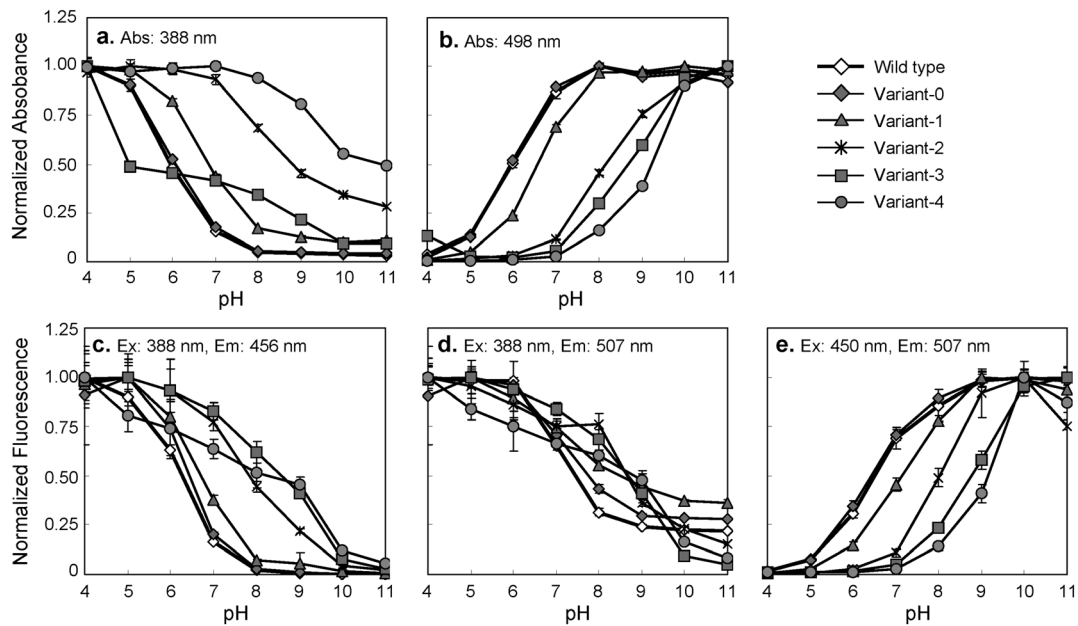 a. Abs: 388 nm
b. Abs: 498 nm
Normalized Absobance
1.25
1.00
0.75
0.50
0.25
0
4 5 6 7 8 9 10 11
pH
4 5 6 7 8 9 10 11
pH
Wild type
Variant-0
Variant-1
Variant-2
Variant-3
Variant-4
c. Ex: 388 nm, Em: 456 nm
d. Ex: 388 nm, Em: 507 nm
e. Ex: 450 nm, Em: 507 nm
Normalized Fluorescence
1.25
1.00
0.75
0.50
0.25
0
4 5 6 7 8 9 10 11
pH
4 5 6 7 8 9 10 11
pH
4 5 6 7 8 9 10 11
pH